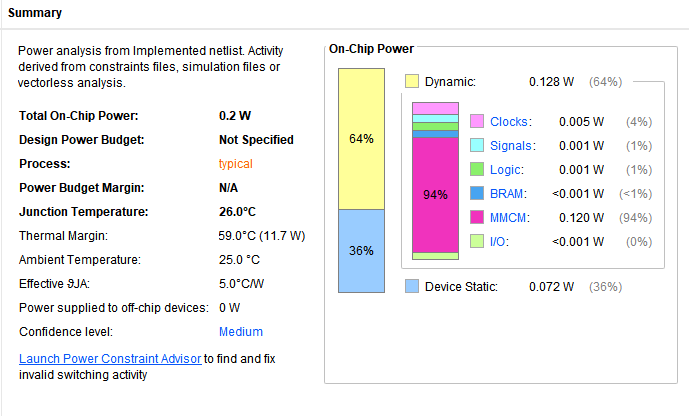 Summary
Power analysis from Implemented netlist. Activity
derived from constraints files, simulation files or
vectorless analysis.
Total On-Chip Power: 0.2 W
Design Power Budget: Not Specified
Process: typical
Power Budget Margin: N/A
Junction Temperature: 26.0°C
Thermal Margin: 59.0°C (11.7 W)
Ambient Temperature: 25.0 °C
Effective ϑJA: 5.0°C/W
Power supplied to off-chip devices: 0 W
Confidence level: Medium
Launch Power Constraint Advisor to find and fix
invalid switching activity
On-Chip Power
64%
36%
Dynamic: 0.128 W (64%)
94%
Clocks: 0.005 W (4%)
Signals: 0.001 W (1%)
Logic: 0.001 W (1%)
BRAM: <0.001 W (<1%)
MMCM: 0.120 W (94%)
I/O: <0.001 W (0%)
Device Static: 0.072 W (36%)